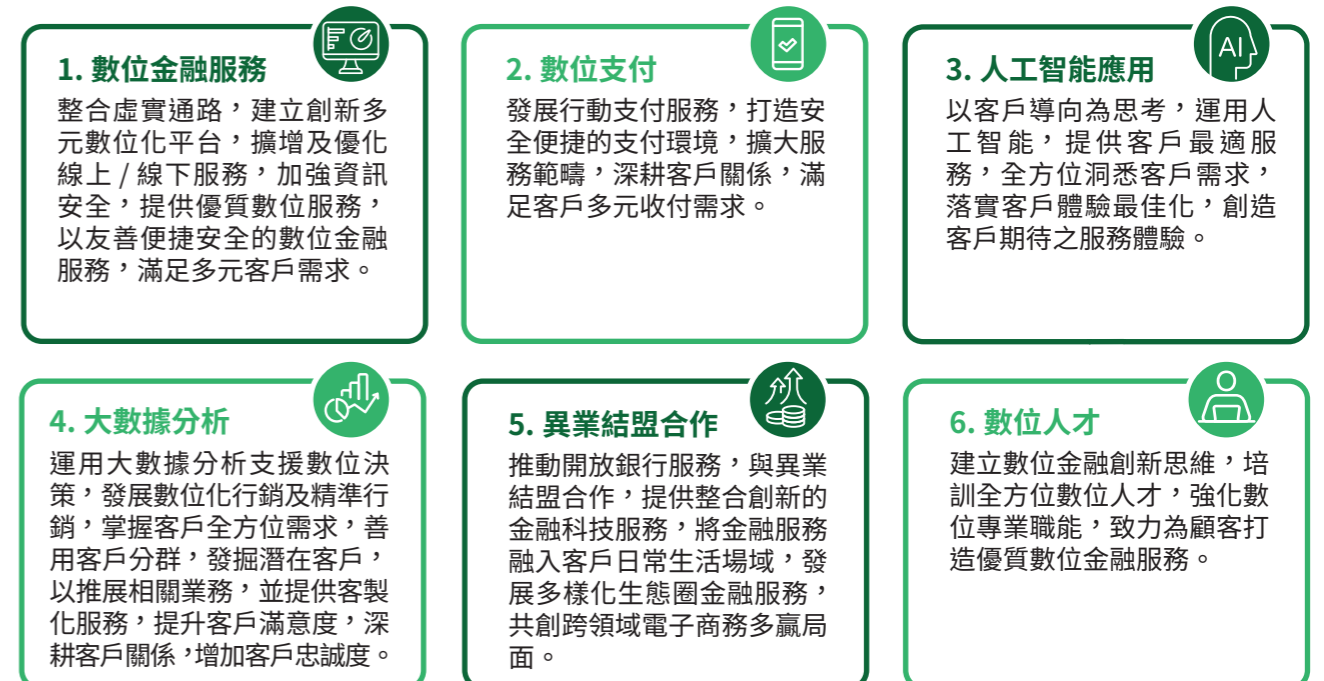 1. 數位金融服務
整合虛實通路，建立創新多
元數位化平台，擴增及優化
線上 / 線下服務，加強資訊
安全，提供優質數位服務，
以友善便捷安全的數位金融
服務，滿足多元客戶需求。
2. 數位支付
發展行動支付服務，打造安
全便捷的支付環境，擴大服
務範疇，深耕客戶關係，滿
足客戶多元收付需求。
AI
3. 人工智能應用
以客戶導向為思考，運用人
工智能，提供客戶最適服
務，全方位洞悉客戶需求，
落實客戶體驗最佳化，創造
客戶期待之服務體驗。
4. 大數據分析
運用大數據分析支援數位決
策，發展數位化行銷及精準行
銷，掌握客戶全方位需求，善
用客戶分群，發掘潛在客戶，
以推展相關業務，並提供客製
化服務，提升客戶滿意度，深
耕客戶關係，增加客戶忠誠度。
5. 異業結盟合作
推動開放銀行服務，與異業
結盟合作，提供整合創新的
金融科技服務，將金融服務
融入客戶日常生活場域，發
展多樣化生態圈金融服務，
共創跨領域電子商務多贏局
面。
6. 數位人才
建立數位金融創新思維，培
訓全方位數位人才，強化數
位專業職能，致力為顧客打
造優質數位金融服務。